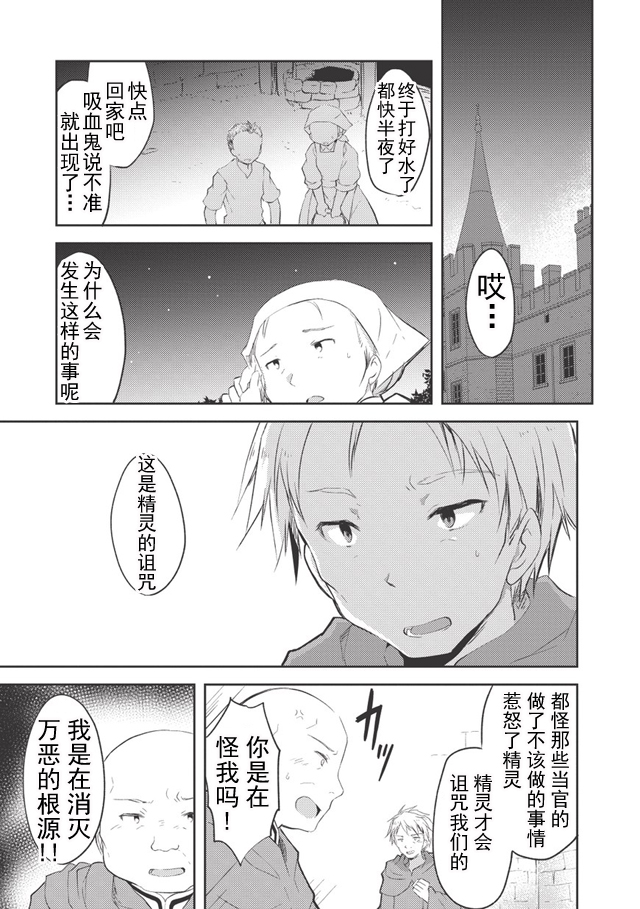 哎…
终于打好水了
都快半夜了
快点
回家吧
吸血鬼说不准
就出现了…
为什么会
发生这样的事呢
这是精灵的诅咒
都怪那些当官的
做了不该做的事情
惹怒了精灵
精灵才会
诅咒我们的
你是在
怪我吗！
我是在消灭
万恶的根源!!